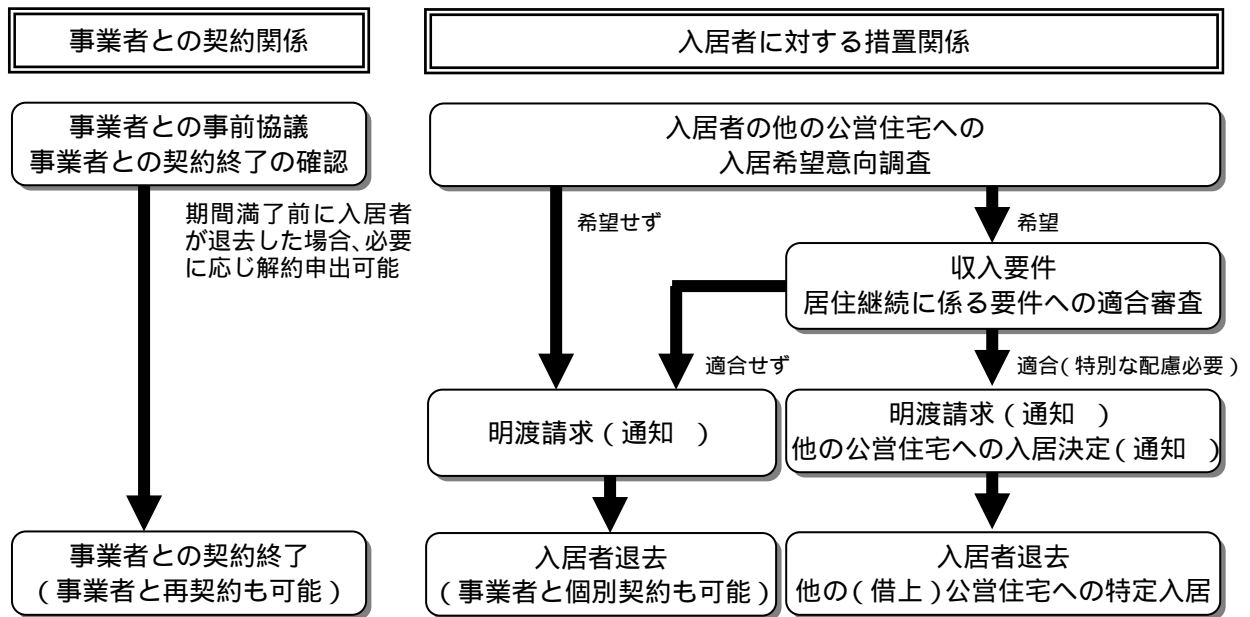 事業者との契約関係
事業者との事前協議
事業者との契約終了の確認
期間満了前に入居者
が退去した場合、必要
に応じ解約申出可能
事業者との契約終了
(事業者と再契約も可能)
入居者に対する措置関係
入居者の他の公営住宅への
入居希望意向調査
希望せず
希望
収入要件
居住継続に係る要件への適合審査
適合せず
適合(特別な配慮必要)
明渡請求(通知 )
明渡請求(通知 )
他の公営住宅への入居決定(通知 )
入居者退去
(事業者と個別契約も可能)
入居者退去
他の(借上)公営住宅への特定入居